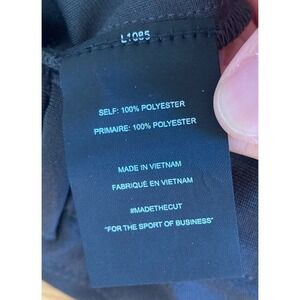 L1085
SELF: 100% POLYESTER
PRIMAIRE: 100% POLYESTER
MADE IN VIETNAM
FABRIQUÉ EN VIETNAM
#MADETHECUT
"FOR THE SPORT OF BUSINESS"